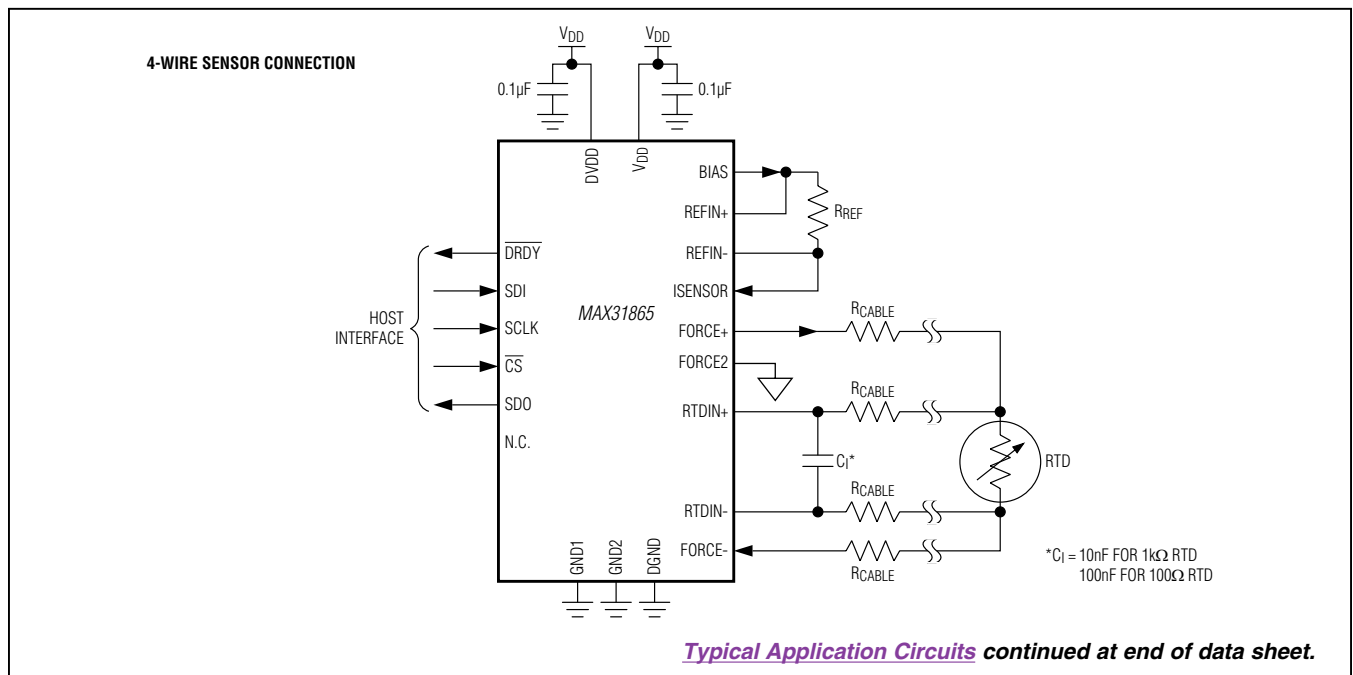 4-WIRE SENSOR CONNECTION
VDD
VDD
0.1µF
0.1µF
DVDD
VDD
BIAS
REFIN+
RREF
DRDY
REFIN-
SDI
ISENSOR
MAX31865
RCABLE
HOST
INTERFACE
SCLK
FORCE+
CS
FORCE2
RCABLE
SDO
RTDIN+
N.C.
CI*
RTD
RCABLE
RTDIN-
FORCE-
RCABLE
GND1
GND2
DGND
*CI = 10nF FOR 1kΩ RTD
100nF FOR 100Ω RTD
Typical Application Circuits continued at end of data sheet.